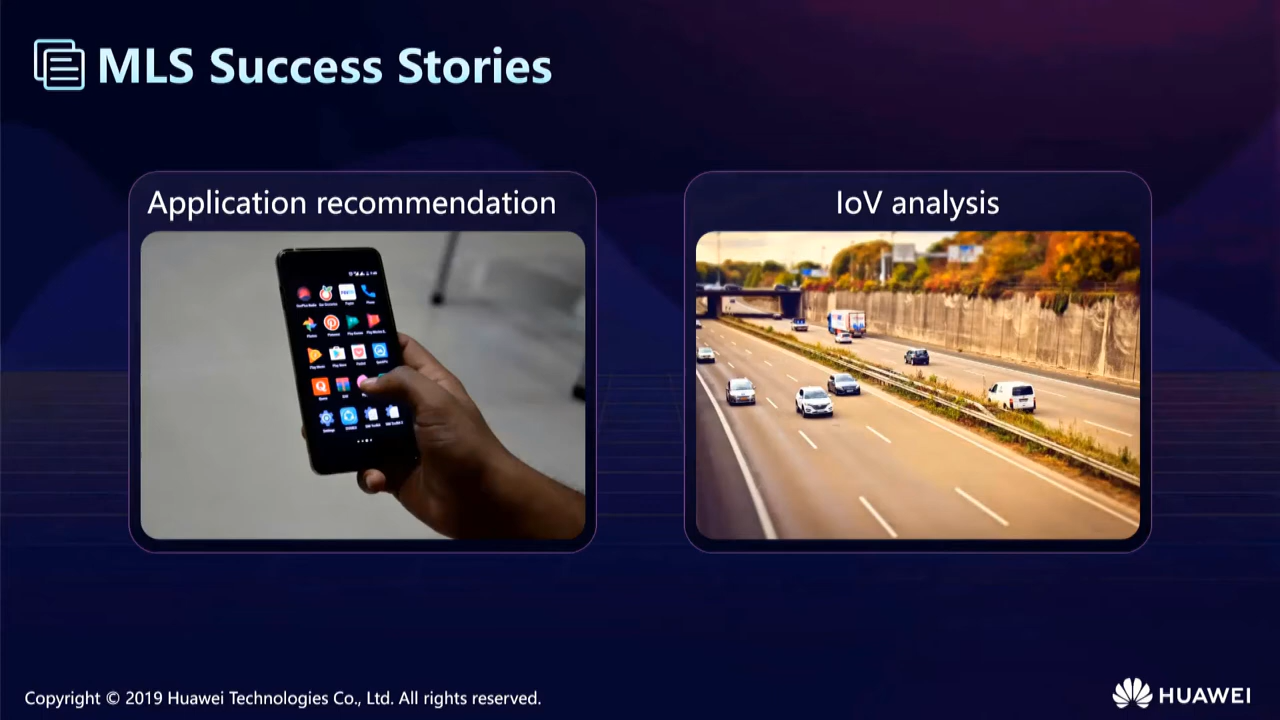 MLS Success Stories
Application recommendation
IoV analysis
Copyright © 2019 Huawei Technologies Co., Ltd. All rights reserved.
HUAWEI